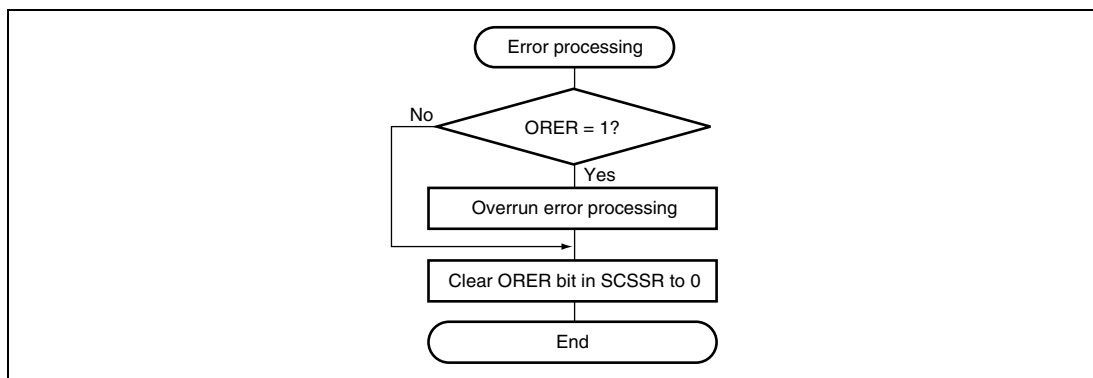 Error processing
No
ORER = 1?
Yes
Overrun error processing
Clear ORER bit in SCSSR to 0
End